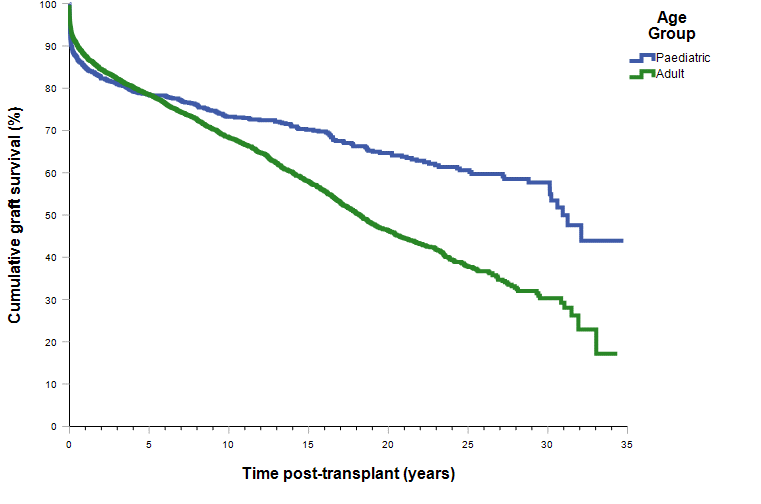 Age
Group
Paediatric
Adult
Cumulative graft survival (%)
100
90
80
70
60
50
40
30
20
10
0
0 5 10 15 20 25 30 35
Time post-transplant (years)